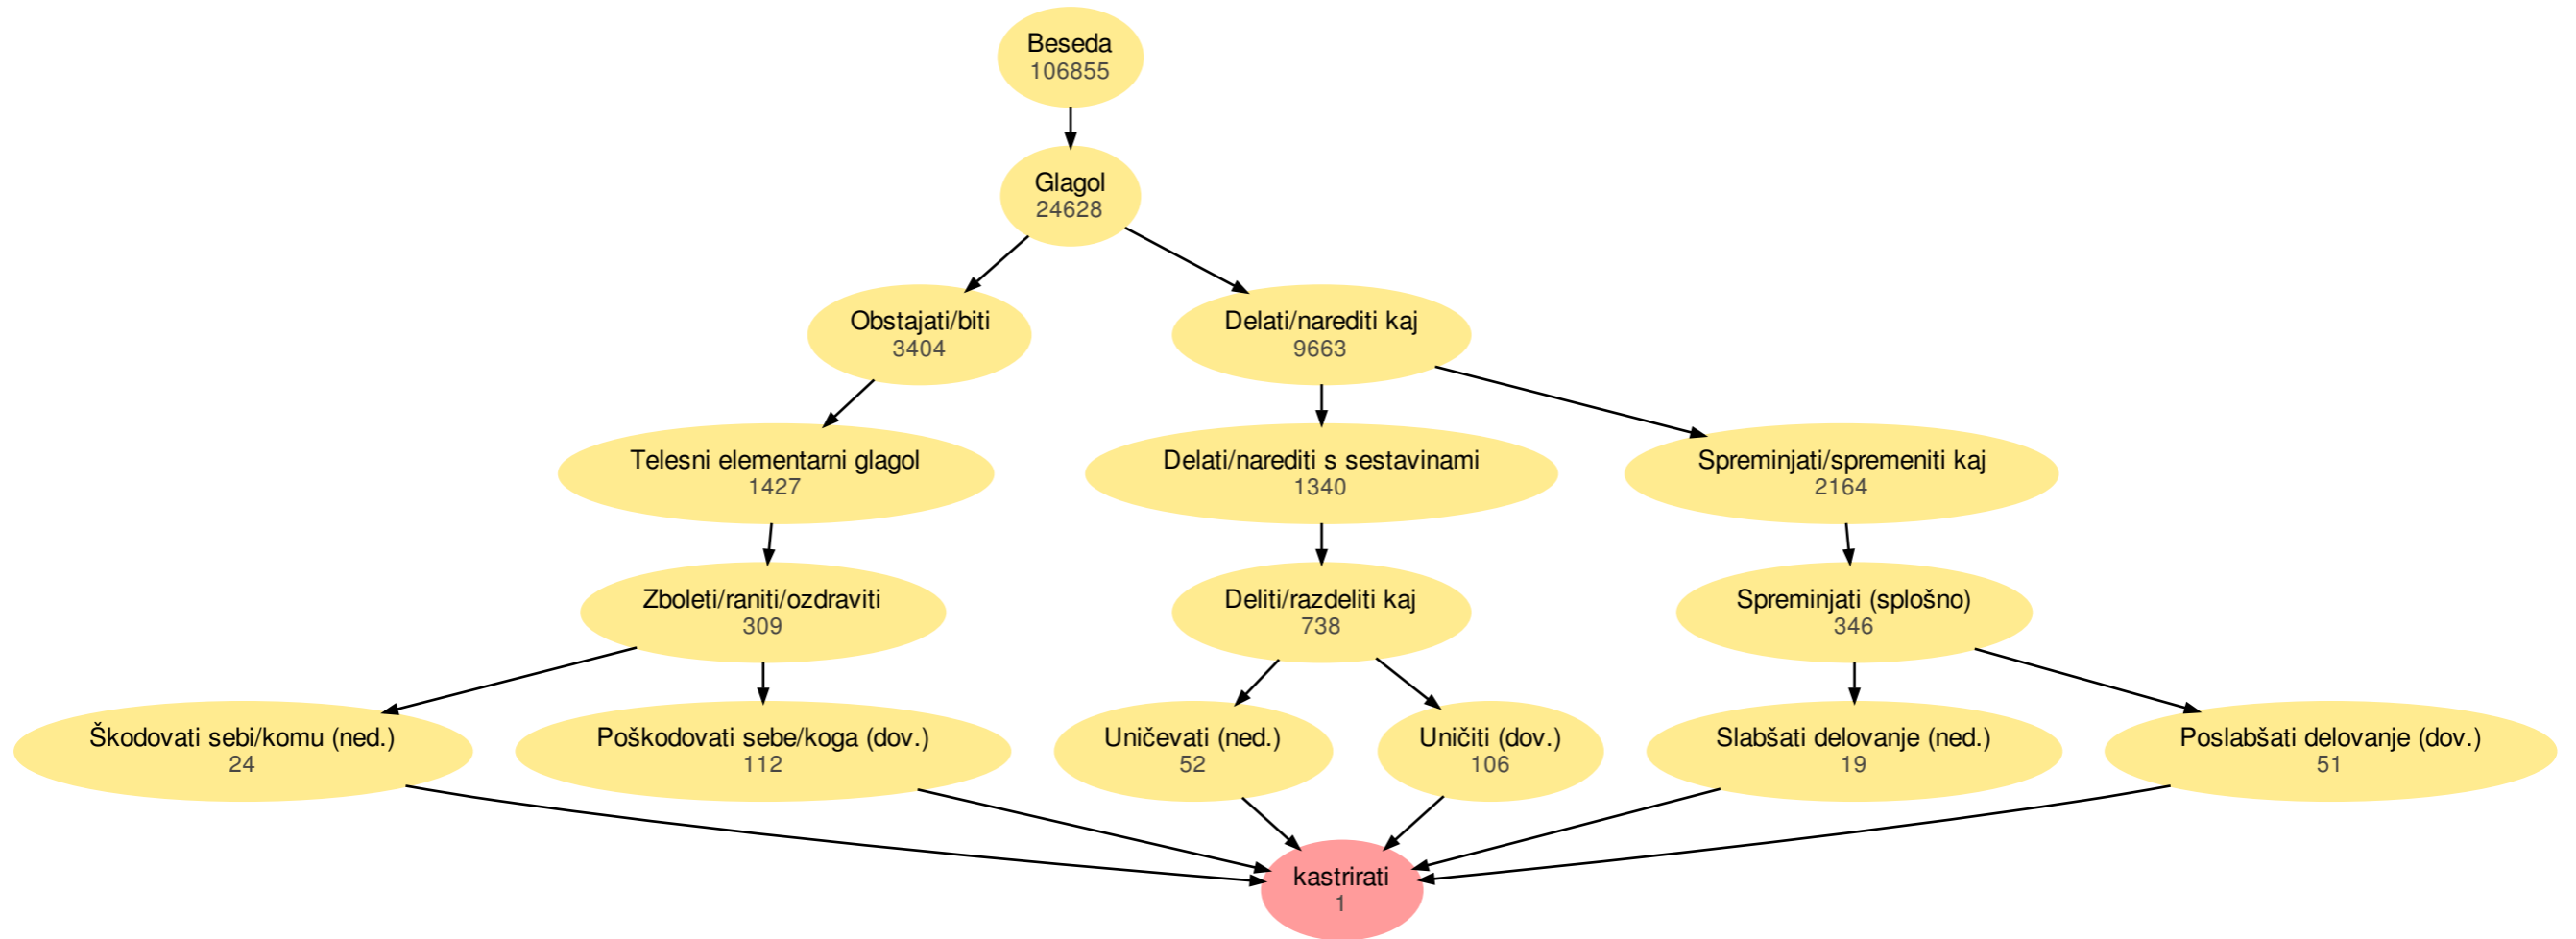 Beseda
106855
Glagol
24628
Obstajati/biti
3404
Delati/narediti kaj
9663
Telesni elementarni glagol
1427
Delati/narediti s sestavinami
1340
Spreminjati/spremeniti kaj
2164
Zboleti/raniti/ozdraviti
309
Deliti/razdeliti kaj
738
Spreminjati (splošno)
346
Škodovati sebi/komu (ned.)
24
Poškodovati sebe/koga (dov.)
112
Uničevati (ned.)
52
Uničiti (dov.)
106
Slabšati delovanje (ned.)
19
Poslabšati delovanje (dov.)
51
kastrirati
1